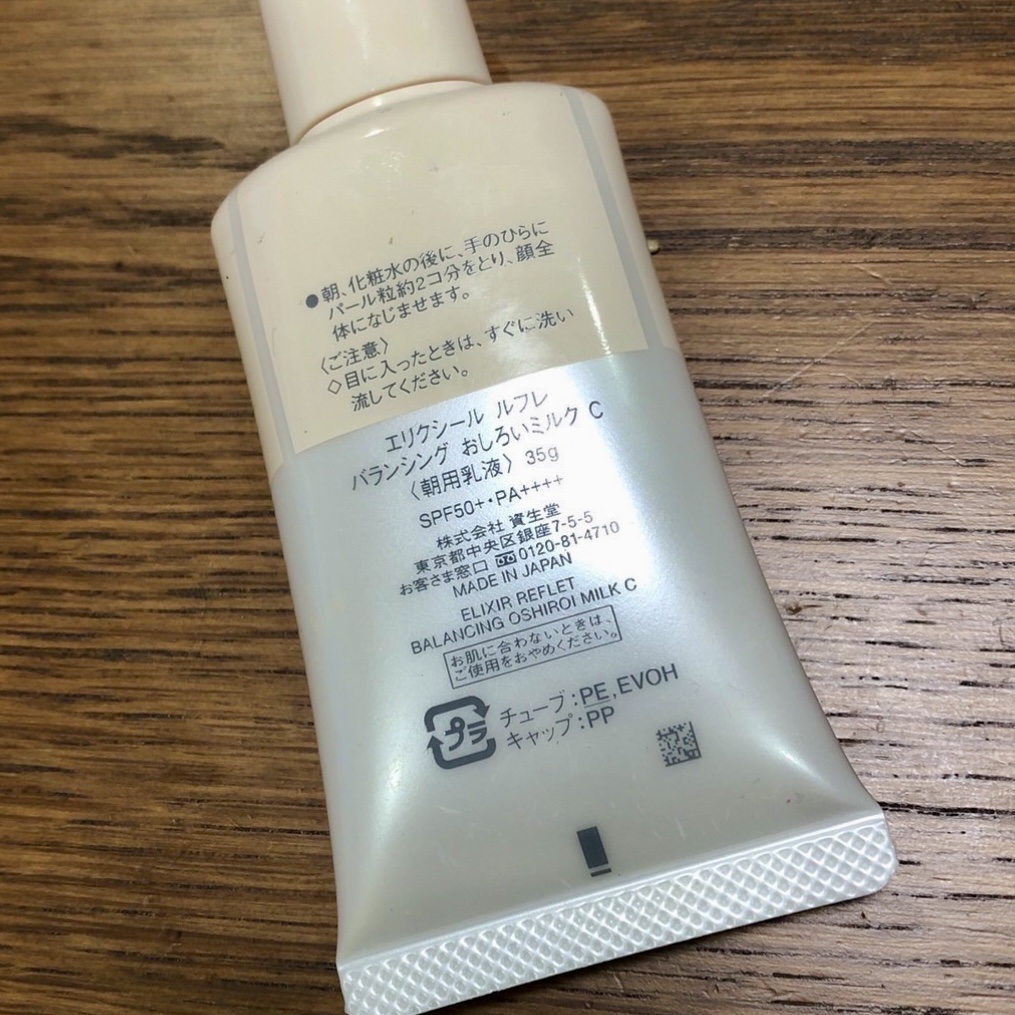 ●朝、化粧水の後に、手のひらに
パール粒約2コ分をとり、顔全
体になじませます。
〈ご注意〉
◇目に入ったときは、すぐに洗い
流してください。
エリクシール ルフレ
バランシング おしろいミルク C
〈朝用乳液〉 35g
SPF50+・PA++++
株式会社 資生堂
東京都中央区銀座7-5-5
お客さま窓口 0120-81-4710
MADE IN JAPAN
ELIXIR REFLET
BALANCING OSHIROI MILK C
お肌に合わないときは、
ご使用をおやめください。
プラ
チューブ:PE,EVOH
キャップ:PP